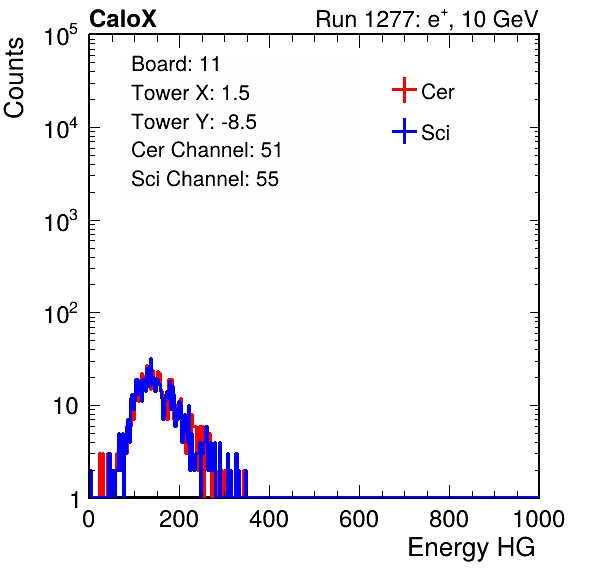 CaloX Run 1277: e⁺, 10 GeV
Counts
10⁵
10⁴
10³
10²
10
1
Board: 11
Tower X: 1.5
Tower Y: -8.5
Cer Channel: 51
Sci Channel: 55
Cer
Sci
0 200 400 600 800 1000
Energy HG